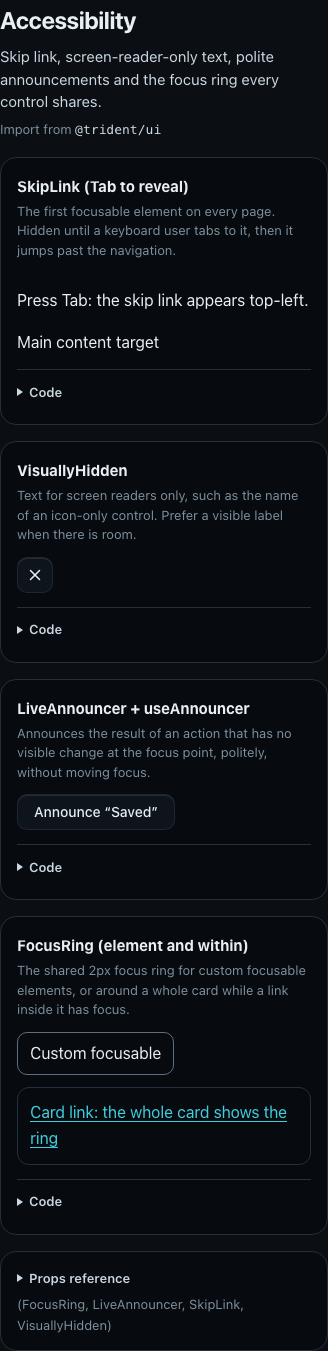 Accessibility
Skip link, screen-reader-only text, polite
announcements and the focus ring every
control shares.
Import from @trident/ui
SkipLink (Tab to reveal)
The first focusable element on every page.
Hidden until a keyboard user tabs to it, then it
jumps past the navigation.
Press Tab: the skip link appears top-left.
Main content target
Code
VisuallyHidden
Text for screen readers only, such as the name
of an icon-only control. Prefer a visible label
when there is room.
Code
LiveAnnouncer + useAnnouncer
Announces the result of an action that has no
visible change at the focus point, politely,
without moving focus.
Announce “Saved”
Code
FocusRing (element and within)
The shared 2px focus ring for custom focusable
elements, or around a whole card while a link
inside it has focus.
Custom focusable
Card link: the whole card shows the
ring
Code
Props reference
(FocusRing, LiveAnnouncer, SkipLink,
VisuallyHidden)